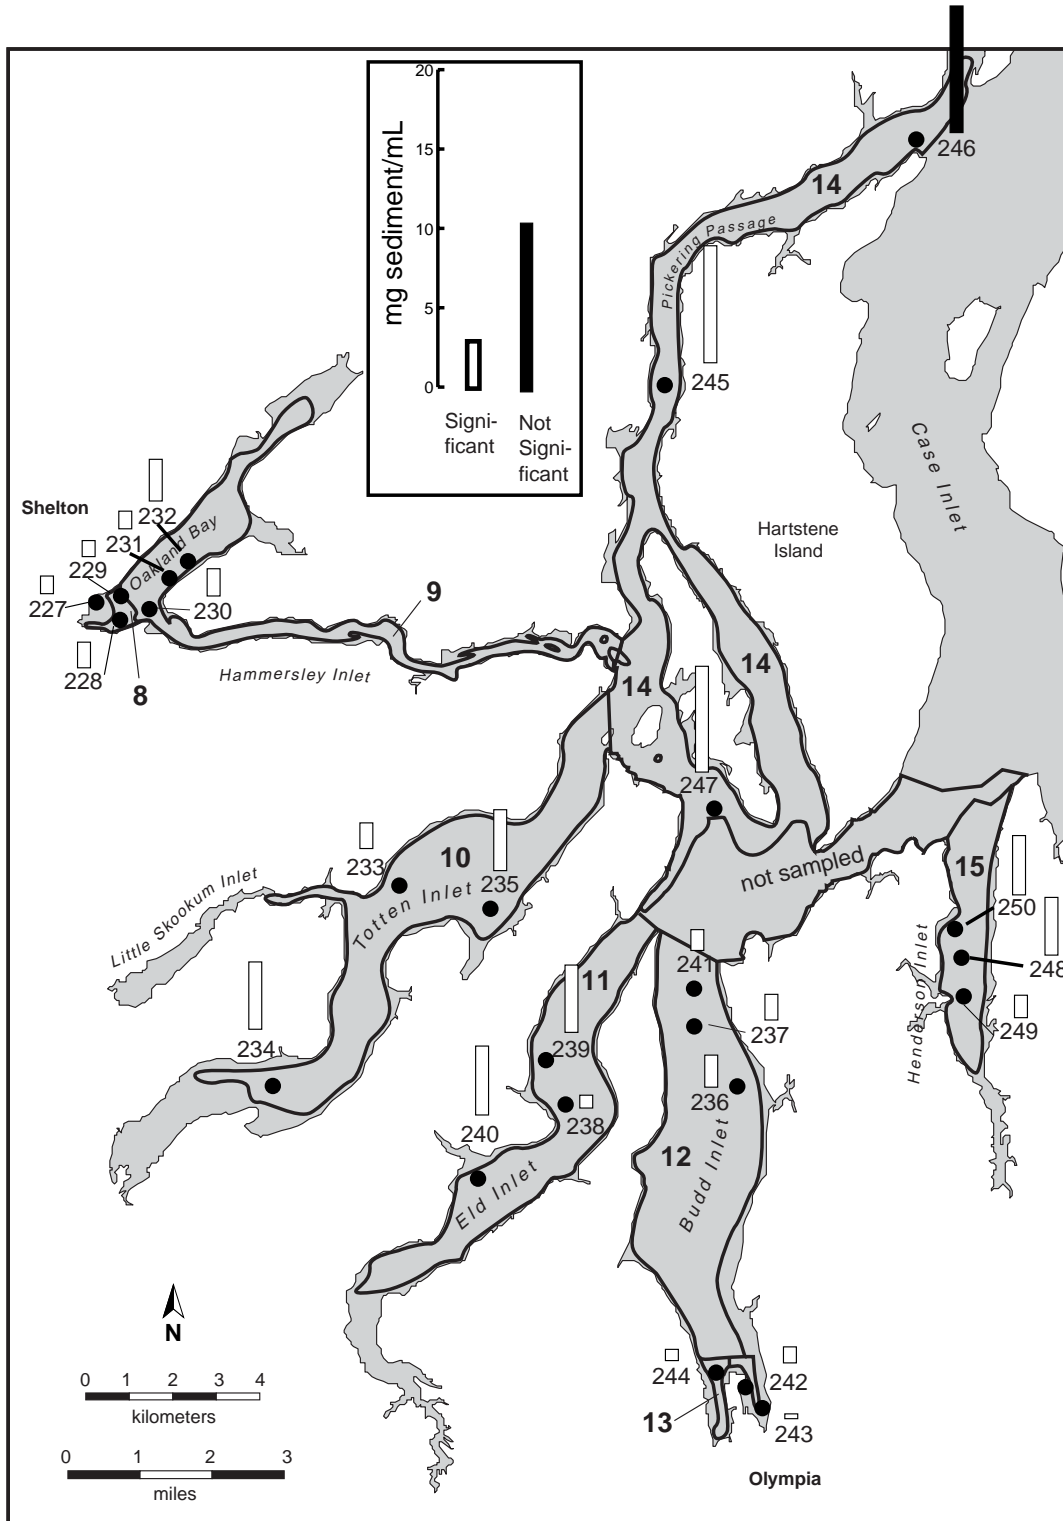 20
15
10
5
0
mg sediment/mL
Signi-
ficant
Not
Signi-
ficant
246
14
Pickering Passage
245
Case Inlet
Shelton
232
231
229
227
Oakland Bay
230
228
8
9
Hammersley Inlet
Hartstene
Island
14
14
247
233
10
235
Totten Inlet
Little Skookum Inlet
234
not sampled
15
250
248
249
Henderson Inlet
241
237
236
11
239
238
240
Eld Inlet
12
Budd Inlet
244
242
13
243
Olympia
N
0 1 2 3 4
kilometers
0 1 2 3
miles